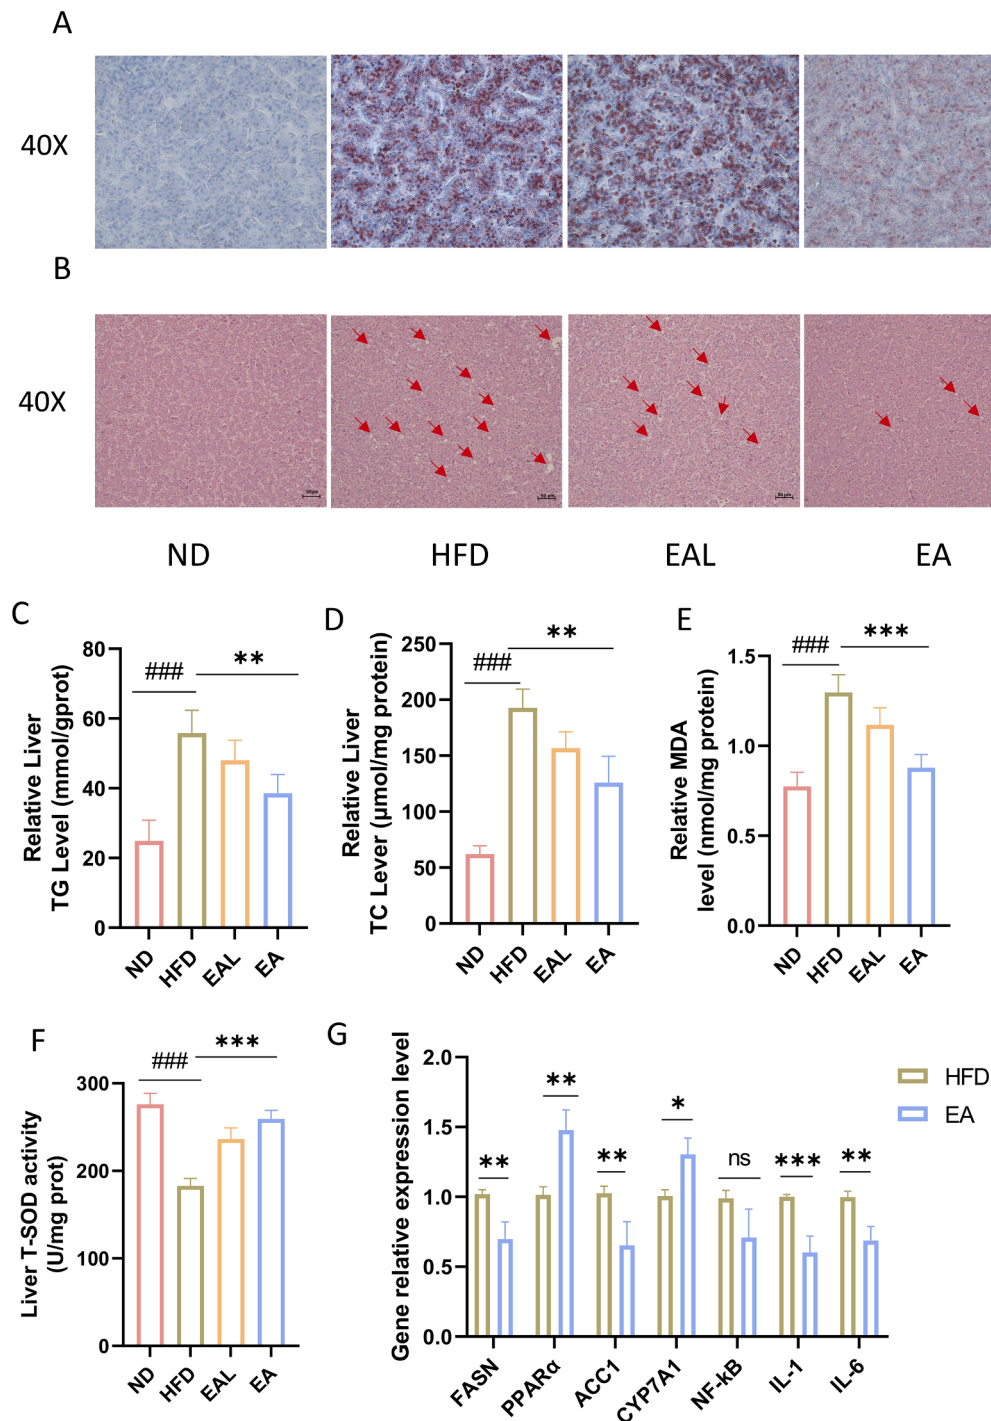 A
40X
B
40X
50μm
50 μm
50 μm
ND HFD EAL EA
C
Relative Liver
TG Level (mmol/gprot)
80
60
40
20
0
###
**
ND HFD EAL EA
D
Relative Liver
TC Lever (μmol/mg protein)
250
200
150
100
50
0
###
**
ND HFD EAL EA
E
Relative MDA
level (nmol/mg protein)
1.5
1.0
0.5
0.0
###
***
ND HFD EAL EA
F
Liver T-SOD activity
(U/mg prot)
300
200
100
0
###
***
ND HFD EAL EA
G
Gene relative expression level
2.0
1.5
1.0
0.5
0.0
** ** ** * ns *** **
FASN PPARα ACC1 CYP7A1 NF-kB IL-1 IL-6
HFD
EA